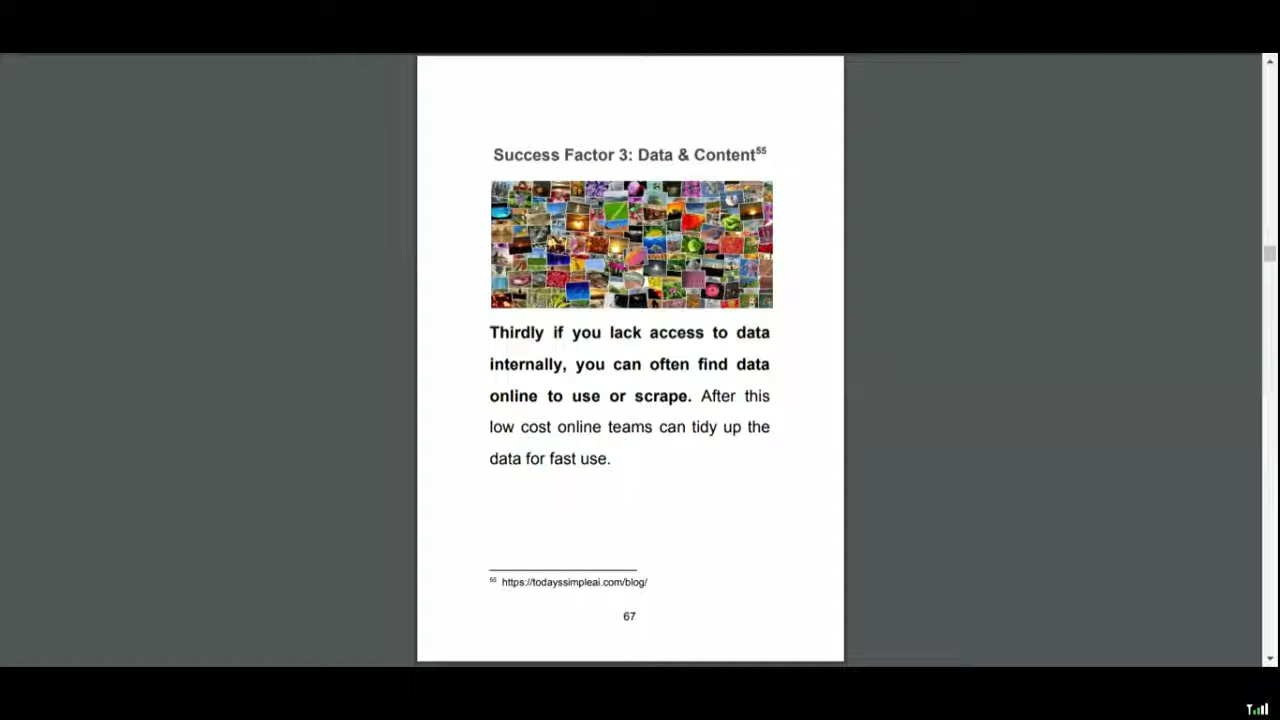 Success Factor 3: Data & Content55
Thirdly if you lack access to data
internally, you can often find data
online to use or scrape. After this
low cost online teams can tidy up the
data for fast use.
55 https://todayssimpleai.com/blog/
67